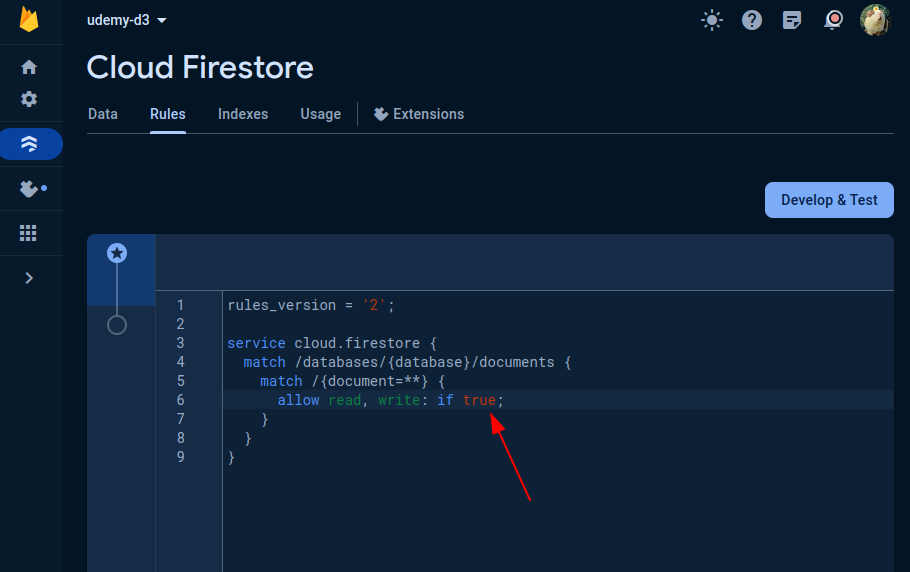 udemy-d3
Cloud Firestore
Data Rules Indexes Usage Extensions
Develop & Test
1 rules_version = '2';
2
3 service cloud.firestore {
4 match /databases/{database}/documents {
5 match /{document=**} {
6 allow read, write: if true;
7 }
8 }
9 }